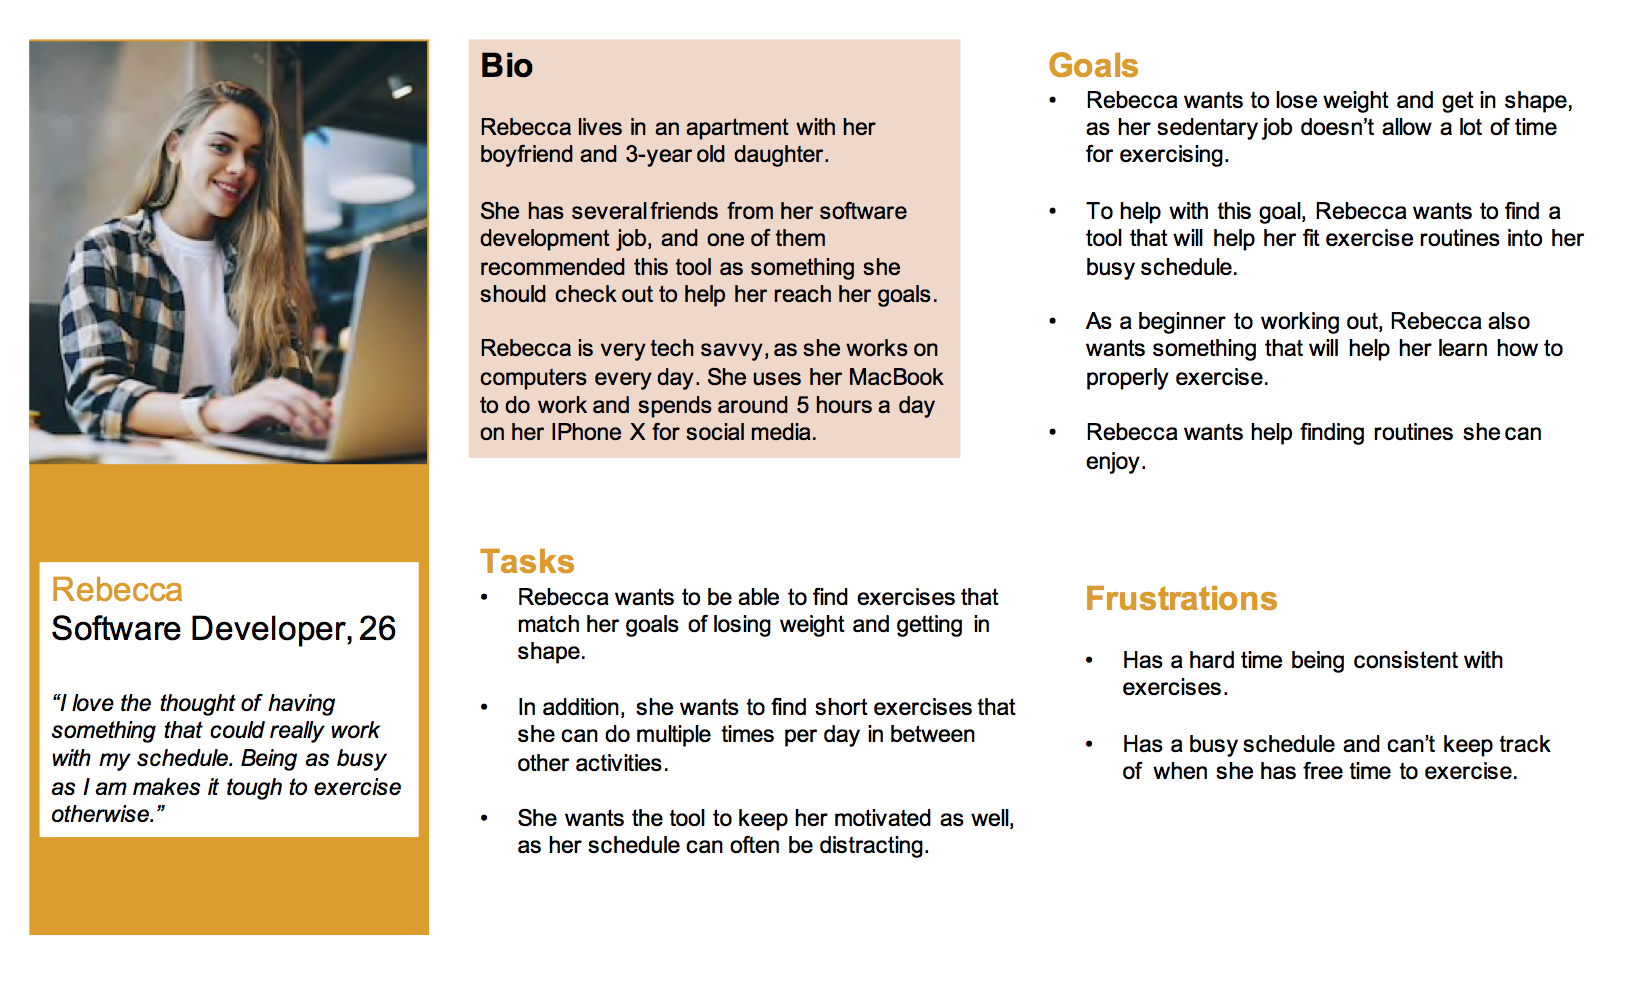 Rebecca
Software Developer, 26
“I love the thought of having
something that could really work
with my schedule. Being as busy
as I am makes it tough to exercise
otherwise.”
Bio
Rebecca lives in an apartment with her
boyfriend and 3-year old daughter.
She has several friends from her software
development job, and one of them
recommended this tool as something she
should check out to help her reach her goals.
Rebecca is very tech savvy, as she works on
computers every day. She uses her MacBook
to do work and spends around 5 hours a day
on her IPhone X for social media.
Tasks
• Rebecca wants to be able to find exercises that
match her goals of losing weight and getting in
shape.
• In addition, she wants to find short exercises that
she can do multiple times per day in between
other activities.
• She wants the tool to keep her motivated as well,
as her schedule can often be distracting.
Goals
• Rebecca wants to lose weight and get in shape,
as her sedentary job doesn’t allow a lot of time
for exercising.
• To help with this goal, Rebecca wants to find a
tool that will help her fit exercise routines into her
busy schedule.
• As a beginner to working out, Rebecca also
wants something that will help her learn how to
properly exercise.
• Rebecca wants help finding routines she can
enjoy.
Frustrations
• Has a hard time being consistent with
exercises.
• Has a busy schedule and can’t keep track
of when she has free time to exercise.